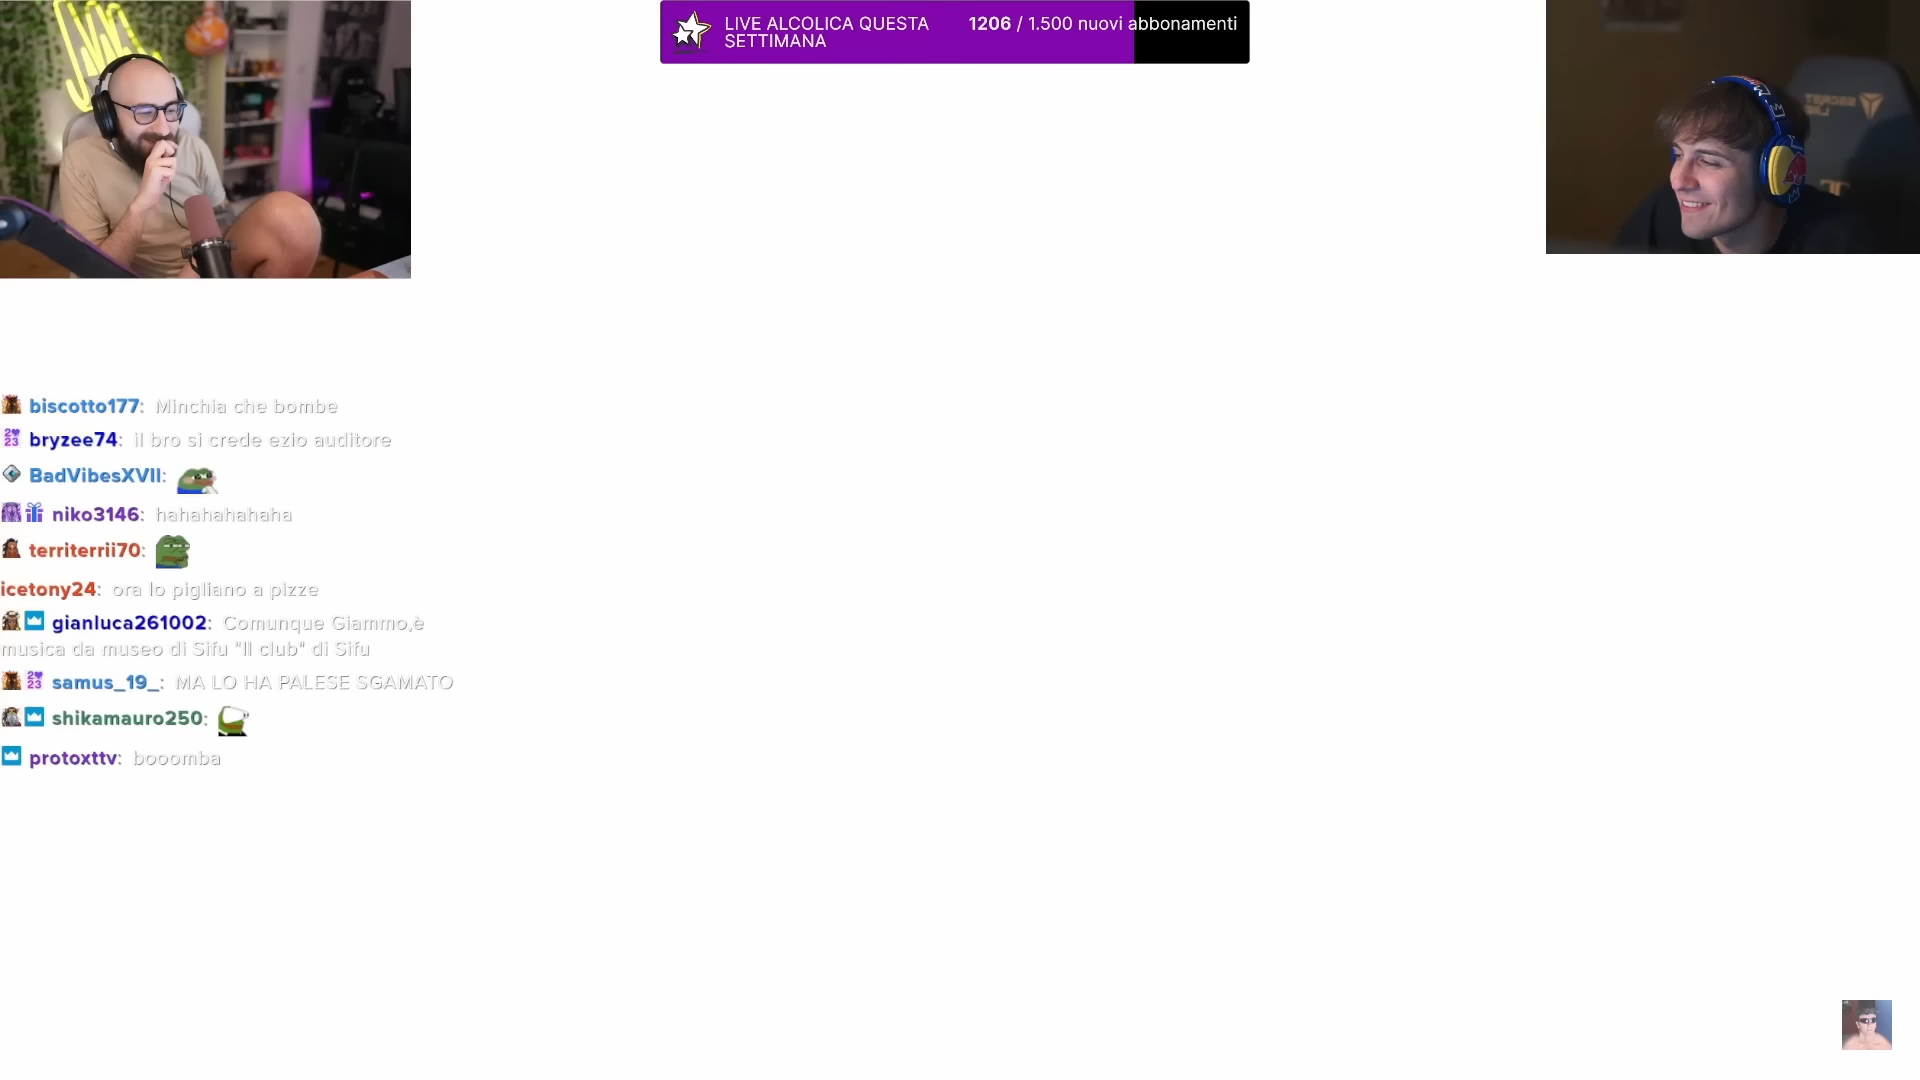 LIVE ALCOLICA QUESTA
SETTIMANA
1206 / 1.500 nuovi abbonamenti
biscotto177: Minchia che bombe
bryzee74: il bro si crede ezio auditore
BadVibesXVII:
niko3146: hahahahahaha
territerrii70:
icetony24: ora lo pigliano a pizze
gianluca261002: Comunque Giammo,è
musica da museo di Sifu "Il club" di Sifu
samus_19_: MA LO HA PALESE SGAMATO
shikamauro250:
protoxttv: booomba